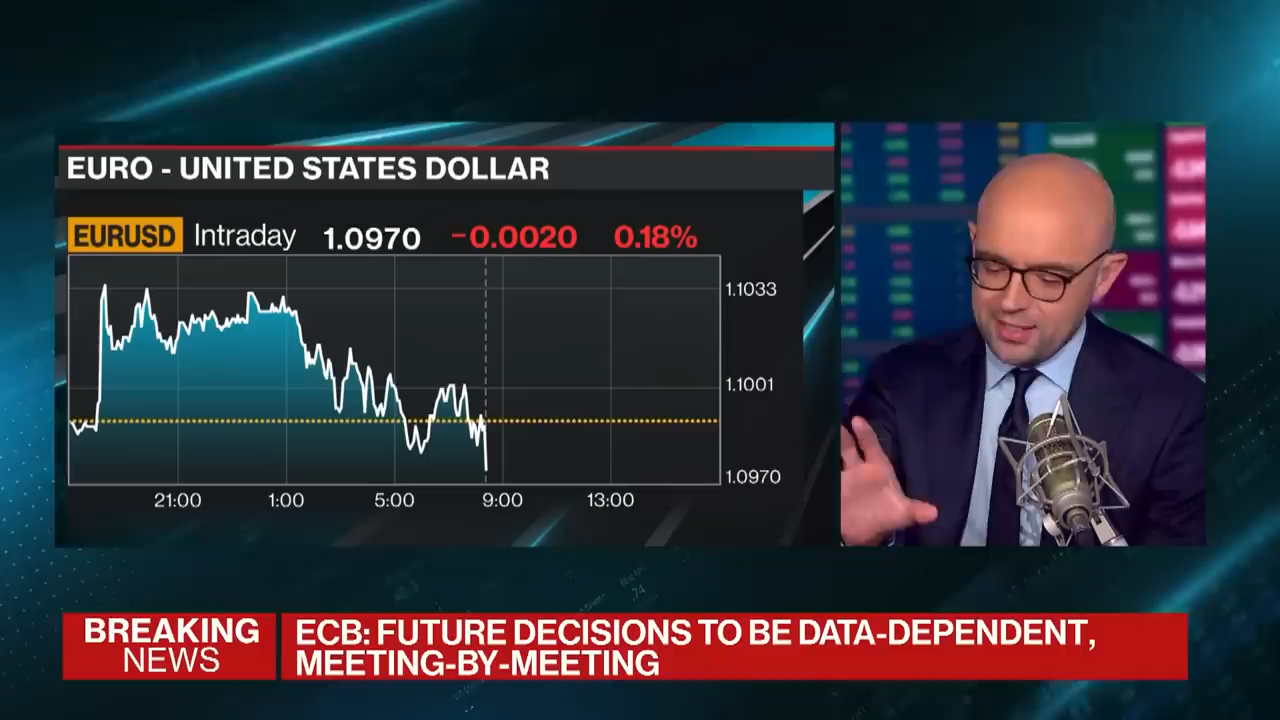 EURO - UNITED STATES DOLLAR
EURUSD Intraday 1.0970 -0.0020 0.18%
1.1033
1.1001
1.0970
21:00 1:00 5:00 9:00 13:00
BREAKING NEWS
ECB: FUTURE DECISIONS TO BE DATA-DEPENDENT,
MEETING-BY-MEETING